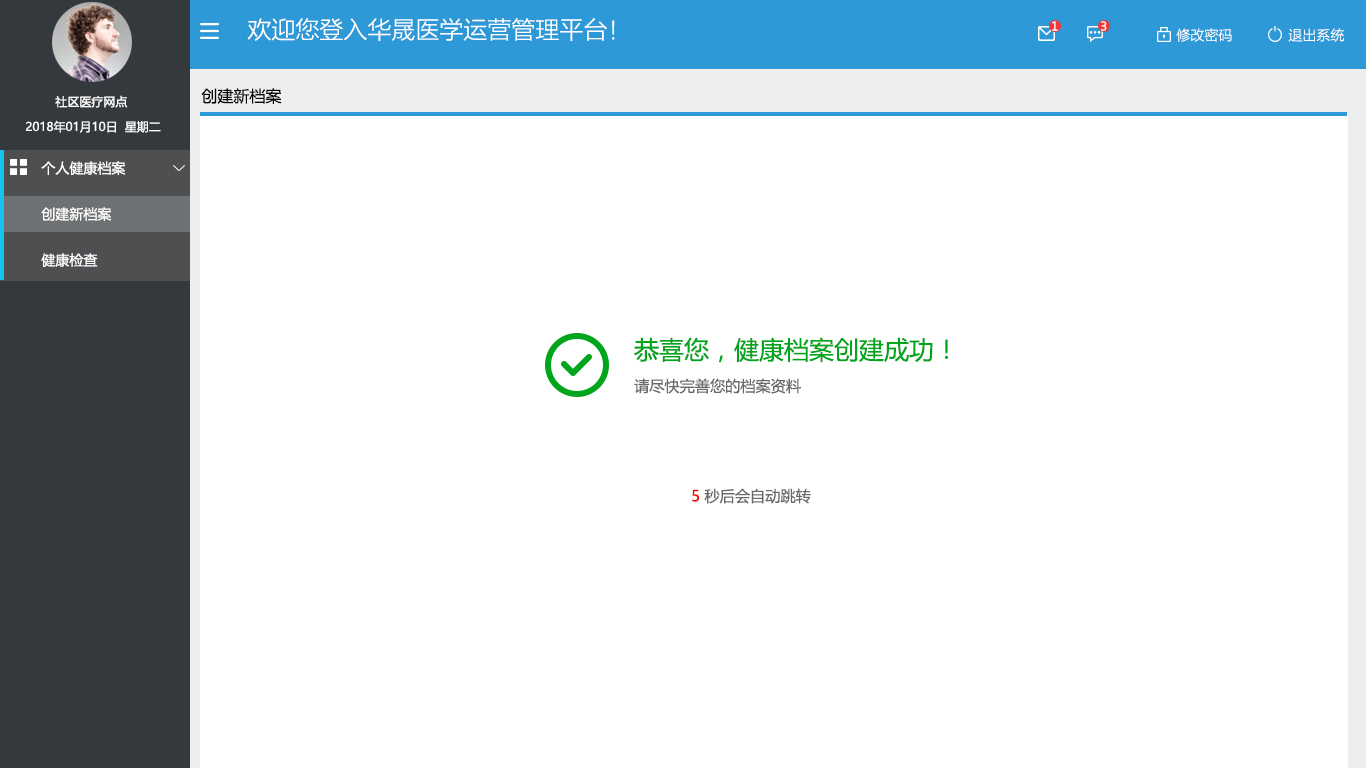 社区医疗网点
2018年01月10日 星期二
个人健康档案
创建新档案
健康检查
欢迎您登入华晟医学运营管理平台！
1
3
修改密码
退出系统
创建新档案
恭喜您，健康档案创建成功！
请尽快完善您的档案资料
5 秒后会自动跳转